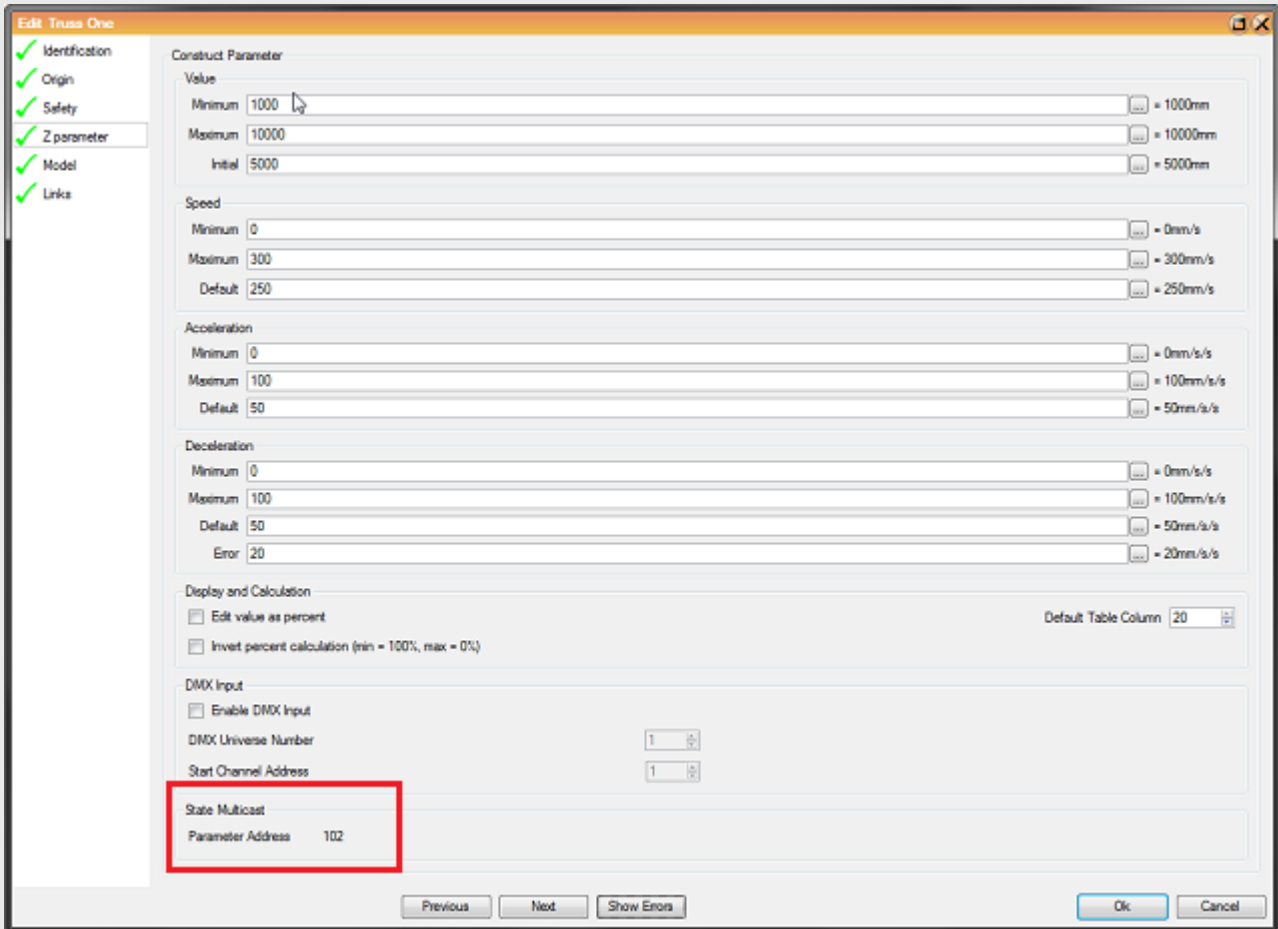 Edit Truss One
Identification
Origin
Safety
Z parameter
Model
Links
Construct Parameter
Value
Minimum 1000 ... = 1000mm
Maximum 10000 ... = 10000mm
Initial 5000 ... = 5000mm
Speed
Minimum 0 ... = 0mm/s
Maximum 300 ... = 300mm/s
Default 250 ... = 250mm/s
Acceleration
Minimum 0 ... = 0mm/s/s
Maximum 100 ... = 100mm/s/s
Default 50 ... = 50mm/s/s
Deceleration
Minimum 0 ... = 0mm/s/s
Maximum 100 ... = 100mm/s/s
Default 50 ... = 50mm/s/s
Error 20 ... = 20mm/s/s
Display and Calculation
Edit value as percent Default Table Column 20
Invert percent calculation (min = 100%, max = 0%)
DMX Input
Enable DMX Input
DMX Universe Number 1
Start Channel Address 1
State Multicast
Parameter Address 102
Previous Next Show Errors Ok Cancel